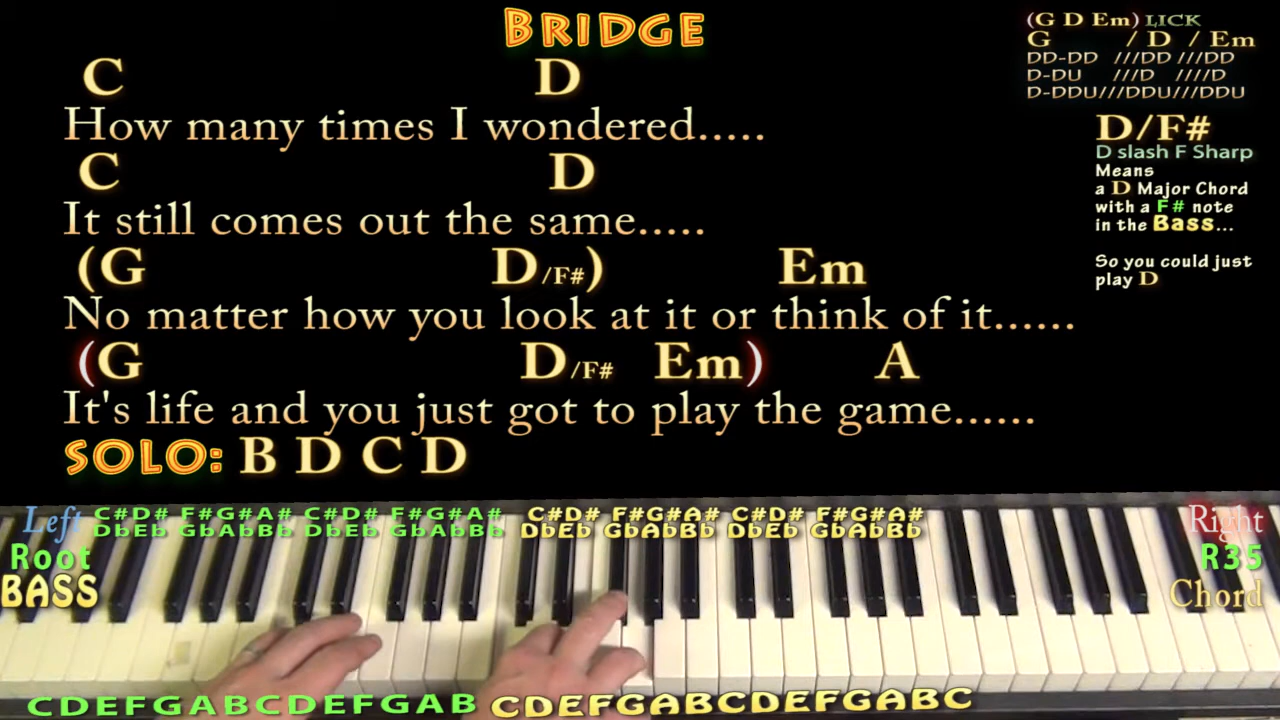 BRIDGE
C D
How many times I wondered.....
C D
It still comes out the same.....
(G D/F#) Em
No matter how you look at it or think of it......
(G D/F# Em) A
It's life and you just got to play the game......
SOLO: B D C D
(G D Em) LICK
G / D / Em
DD-DD ///DD ///DD
D-DU ///D ////D
D-DDU///DDU///DDU
D/F#
D slash F Sharp
Means
a D Major Chord
with a F# note
in the Bass...
So you could just
play D
Left
Root
BASS
C#D# F#G#A# C#D# F#G#A# C#D# F#G#A# C#D# F#G#A#
DbEb GbAbBb DbEb GbAbBb DbEb GbAbBb DbEb GbAbBb
Right
R35
Chord
CDEFGABCDEFGAB CDEFGABCDEFGABC